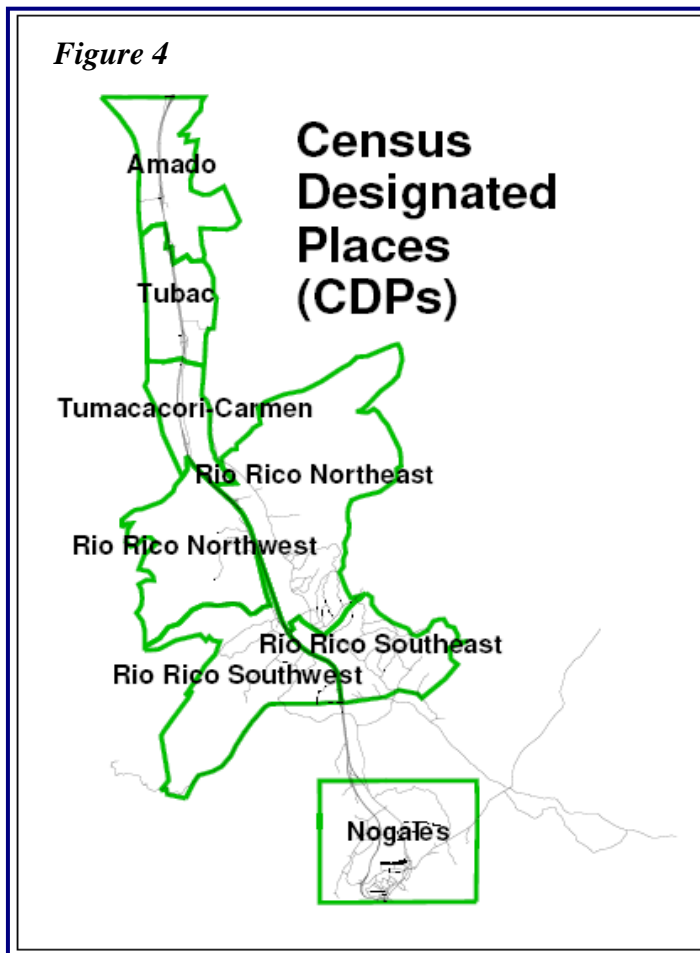 Figure 4
Census
Designated
Places
(CDPs)
Amado
Tubac
Tumacacori-Carmen
Rio Rico Northeast
Rio Rico Northwest
Rio Rico Southeast
Rio Rico Southwest
Nogales